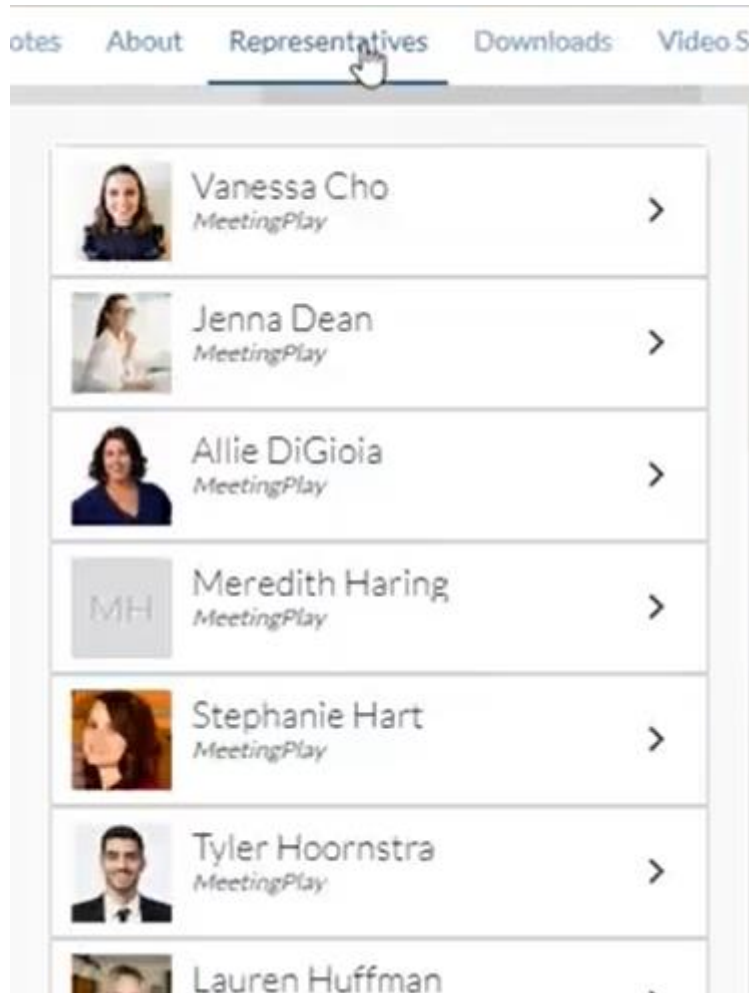 otes About Representatives Downloads Video S
Vanessa Cho
MeetingPlay
Jenna Dean
MeetingPlay
Allie DiGioia
MeetingPlay
MH
Meredith Haring
MeetingPlay
Stephanie Hart
MeetingPlay
Tyler Hoornstra
MeetingPlay
Lauren Huffman